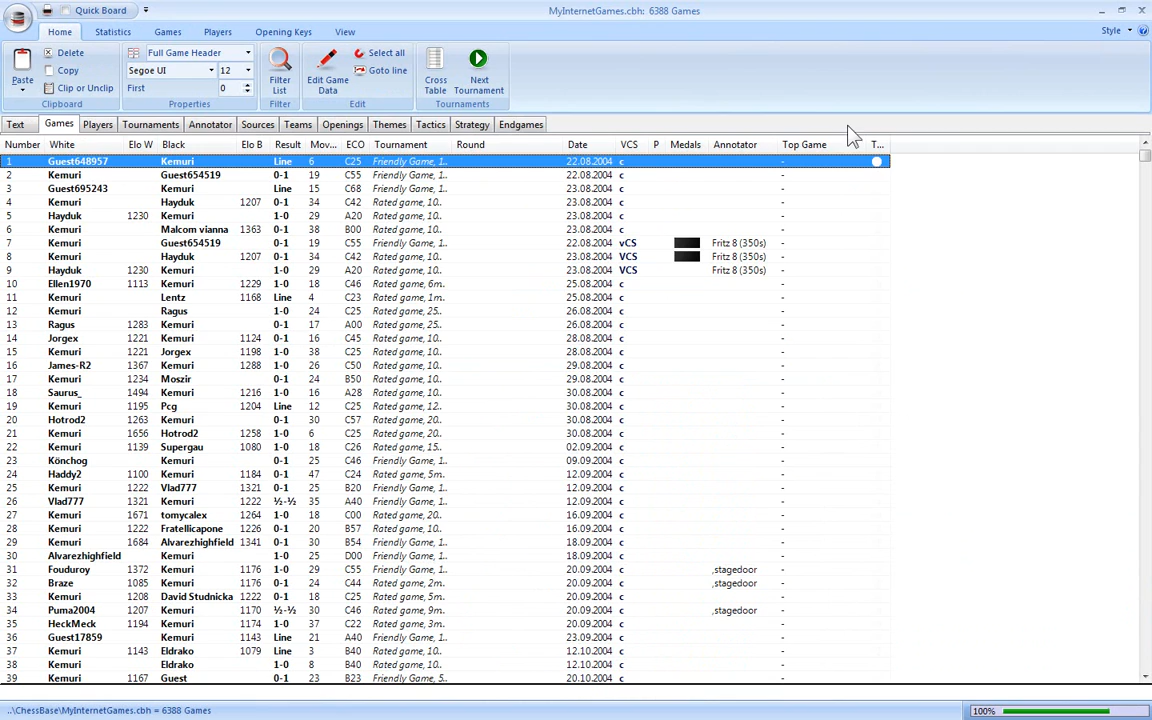 Quick Board
MyInternetGames.cbh: 6388 Games
Home Statistics Games Players Opening Keys View Style
Paste Delete Copy Clip or Unclip Clipboard
Full Game Header Segoe UI 12 First 0 Properties
Filter List Filter
Edit Game Data Select all Goto line Edit
Cross Table Next Tournament Tournaments
Text Games Players Tournaments Annotator Sources Teams Openings Themes Tactics Strategy Endgames
Number White Elo W Black Elo B Result Mov... ECO Tournament Round Date VCS P Medals Annotator Top Game T...
1 Guest648957 Kemuri Line 6 C25 Friendly Game, 1.. 22.08.2004 c -
2 Kemuri Guest654519 0-1 19 C55 Friendly Game, 1.. 22.08.2004 c -
3 Guest695243 Kemuri Line 15 C68 Friendly Game, 1.. 23.08.2004 c -
4 Kemuri Hayduk 1207 0-1 34 C42 Rated game, 10.. 23.08.2004 c -
5 Hayduk 1230 Kemuri 1-0 29 A20 Rated game, 10.. 23.08.2004 c -
6 Kemuri Malcom vianna 1363 0-1 38 B00 Rated game, 10.. 23.08.2004 c -
7 Kemuri Guest654519 0-1 19 C55 Friendly Game, 1.. 22.08.2004 vCS Fritz 8 (350s) -
8 Kemuri Hayduk 1207 0-1 34 C42 Rated game, 10.. 23.08.2004 VCS Fritz 8 (350s) -
9 Hayduk 1230 Kemuri 1-0 29 A20 Rated game, 10.. 23.08.2004 VCS Fritz 8 (350s) -
10 Ellen1970 1113 Kemuri 1229 1-0 18 C46 Rated game, 6m.. 25.08.2004 c -
11 Kemuri Lentz 1168 Line 4 C23 Rated game, 1m.. 25.08.2004 c -
12 Kemuri Ragus 1-0 24 C25 Rated game, 25.. 26.08.2004 c -
13 Ragus 1283 Kemuri 0-1 17 A00 Rated game, 25.. 26.08.2004 c -
14 Jorgex 1221 Kemuri 1124 0-1 16 C45 Rated game, 10.. 28.08.2004 c -
15 Kemuri 1221 Jorgex 1198 1-0 38 C25 Rated game, 10.. 28.08.2004 c -
16 James-R2 1367 Kemuri 1288 1-0 26 C50 Rated game, 10.. 29.08.2004 c -
17 Kemuri 1234 Moszir 0-1 24 B50 Rated game, 10.. 29.08.2004 c -
18 Saurus_ 1494 Kemuri 1216 1-0 16 A28 Rated game, 10.. 30.08.2004 c -
19 Kemuri 1195 Pcg 1204 Line 12 C25 Rated game, 12.. 30.08.2004 c -
20 Hotrod2 1263 Kemuri 0-1 30 C57 Rated game, 20.. 30.08.2004 c -
21 Kemuri 1656 Hotrod2 1258 1-0 6 C25 Rated game, 20.. 30.08.2004 c -
22 Kemuri 1139 Supergau 1080 1-0 18 C26 Rated game, 15.. 02.09.2004 c -
23 Könchog Kemuri 0-1 25 C46 Friendly Game, 1.. 09.09.2004 c -
24 Haddy2 1100 Kemuri 1184 0-1 47 C24 Rated game, 5m.. 12.09.2004 c -
25 Kemuri 1222 Vlad777 1321 0-1 25 B20 Friendly Game, 1.. 12.09.2004 c -
26 Vlad777 1321 Kemuri 1222 ½-½ 35 A40 Friendly Game, 1.. 12.09.2004 c -
27 Kemuri 1671 tomycalex 1264 1-0 18 C00 Rated game, 20.. 16.09.2004 c -
28 Kemuri 1222 Fratellicapone 1226 0-1 20 B57 Rated game, 10.. 16.09.2004 c -
29 Kemuri 1684 Alvarezhighfield 1341 0-1 30 B54 Friendly Game, 1.. 18.09.2004 c -
30 Alvarezhighfield Kemuri 1-0 25 D00 Friendly Game, 1.. 18.09.2004 c -
31 Fouduroy 1372 Kemuri 1176 1-0 29 C55 Friendly Game, 1.. 20.09.2004 c ,stagedoor -
32 Braze 1085 Kemuri 1176 0-1 24 C44 Rated game, 2m.. 20.09.2004 c ,stagedoor -
33 Kemuri 1208 David Studnicka 1222 0-1 18 C25 Rated game, 5m.. 20.09.2004 c -
34 Puma2004 1207 Kemuri 1170 ½-½ 30 C46 Rated game, 9m.. 20.09.2004 c ,stagedoor -
35 HeckMeck 1194 Kemuri 1174 1-0 37 C22 Rated game, 3m.. 20.09.2004 c -
36 Guest17859 Kemuri 1143 Line 21 A40 Friendly Game, 1.. 23.09.2004 c -
37 Kemuri 1143 Eldrako 1079 Line 3 B40 Rated game, 10.. 12.10.2004 c -
38 Kemuri Eldrako 1-0 8 B40 Rated game, 10.. 12.10.2004 c -
39 Kemuri 1167 Guest 0-1 23 B23 Friendly Game, 5.. 20.10.2004 c -
..\ChessBase\MyInternetGames.cbh = 6388 Games 100%